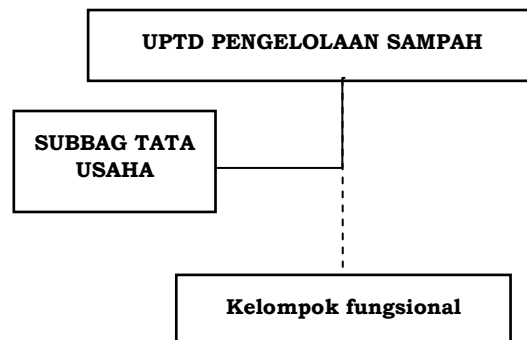 UPTD PENGELOLAAN SAMPAH
SUBBAG TATA
USAHA
Kelompok fungsional